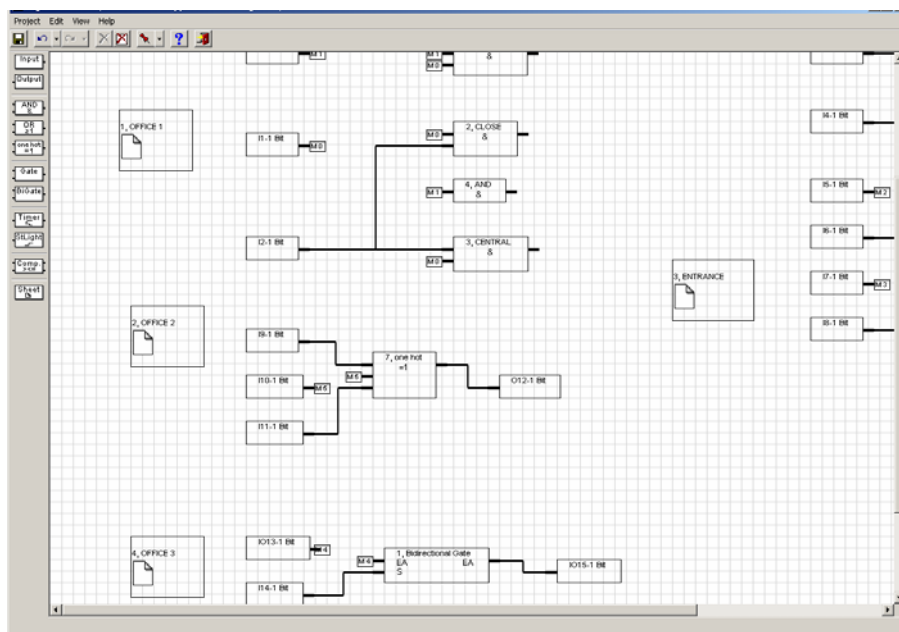 Project Edit View Help
Input
Output
AND
&
OR
≥1
one hot
=1
Gate
BiGate
Timer
StLight
Comp.
Sheet
M1
M1
M0
&
1, OFFICE 1
I1-1 Bit
M0
M0
2, CLOSE
&
I4-1 Bit
M1
4, AND
&
I5-1 Bit
M2
I2-1 Bit
3, CENTRAL
&
M0
I6-1 Bit
3, ENTRANCE
I7-1 Bit
M3
2, OFFICE 2
I9-1 Bit
I8-1 Bit
7, one hot
=1
M6
I10-1 Bit
M6
O12-1 Bit
I11-1 Bit
4, OFFICE 3
IO13-1 Bit
M4
M4
1, Bidirectional Gate
EA EA
S
IO15-1 Bit
I14-1 Bit